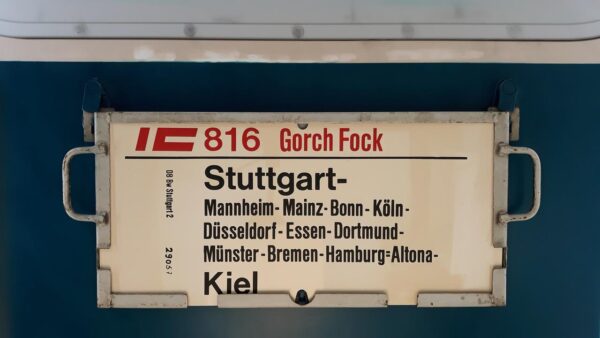 IC 816 Gorch Fock
Stuttgart-
Mannheim- Mainz- Bonn- Köln-
Düsseldorf- Essen- Dortmund-
Münster- Bremen- Hamburg=Altona-
Kiel
DB Bw Stuttgart 2